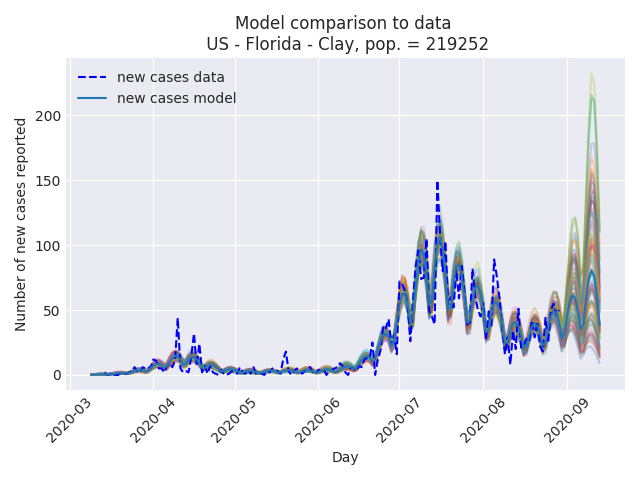 Model comparison to data
US - Florida - Clay, pop. = 219252
new cases data
new cases model
Number of new cases reported
200
150
100
50
0
2020-03
2020-04
2020-05
2020-06
2020-07
2020-08
2020-09
Day